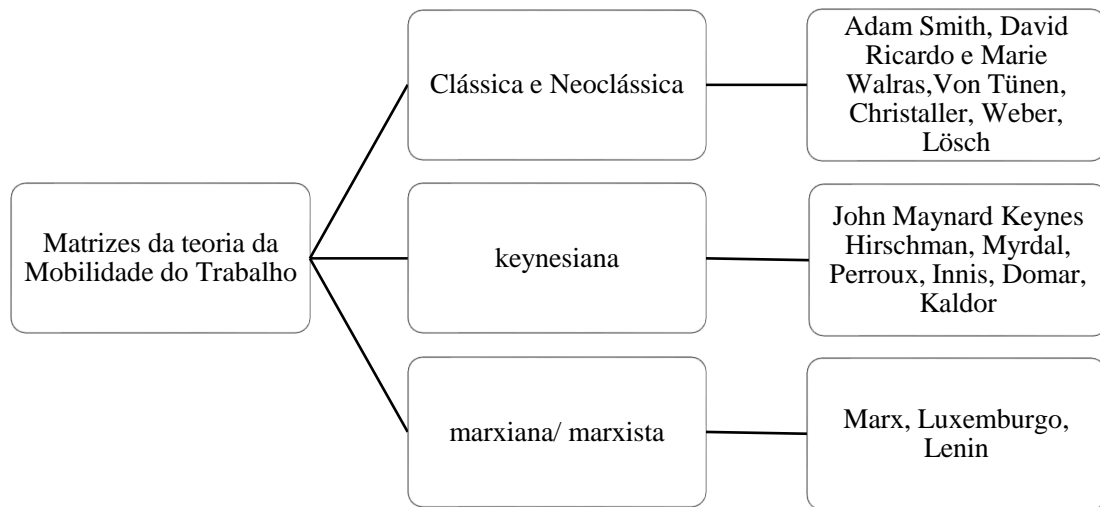 Matrizes da teoria da
Mobilidade do Trabalho
Clássica e Neoclássica
Adam Smith, David
Ricardo e Marie
Walras,Von Tünen,
Christaller, Weber,
Lösch
keynesiana
John Maynard Keynes
Hirschman, Myrdal,
Perroux, Innis, Domar,
Kaldor
marxiana/ marxista
Marx, Luxemburgo,
Lenin